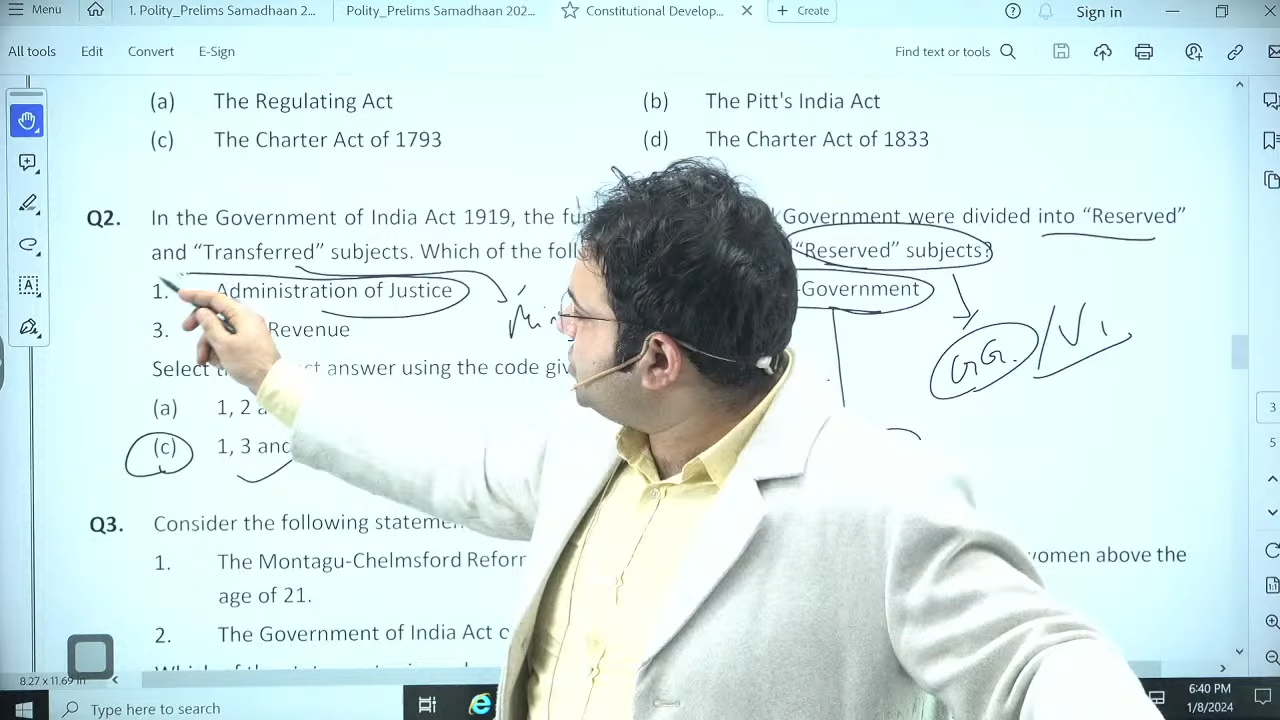 Menu 1. Polity_Prelims Samadhaan 2... Polity_Prelims Samadhaan 202... Constitutional Develop... Create Sign in
All tools Edit Convert E-Sign Find text or tools
(a) The Regulating Act (b) The Pitt's India Act
(c) The Charter Act of 1793 (d) The Charter Act of 1833
Q2. In the Government of India Act 1919, the Government were divided into “Reserved”
and “Transferred” subjects. Which of the “Reserved” subjects?
1. Administration of Justice -Government
3. Revenue
Select answer using the code
(a) 1, 2
GG. / V
(c) 1, 3 and
Q3. Consider the following
1. The Montagu-Chelmsford women above the
age of 21.
2. The Government of India Act
8.27 x 11.69 in
3
5
Type here to search
6:40 PM
1/8/2024